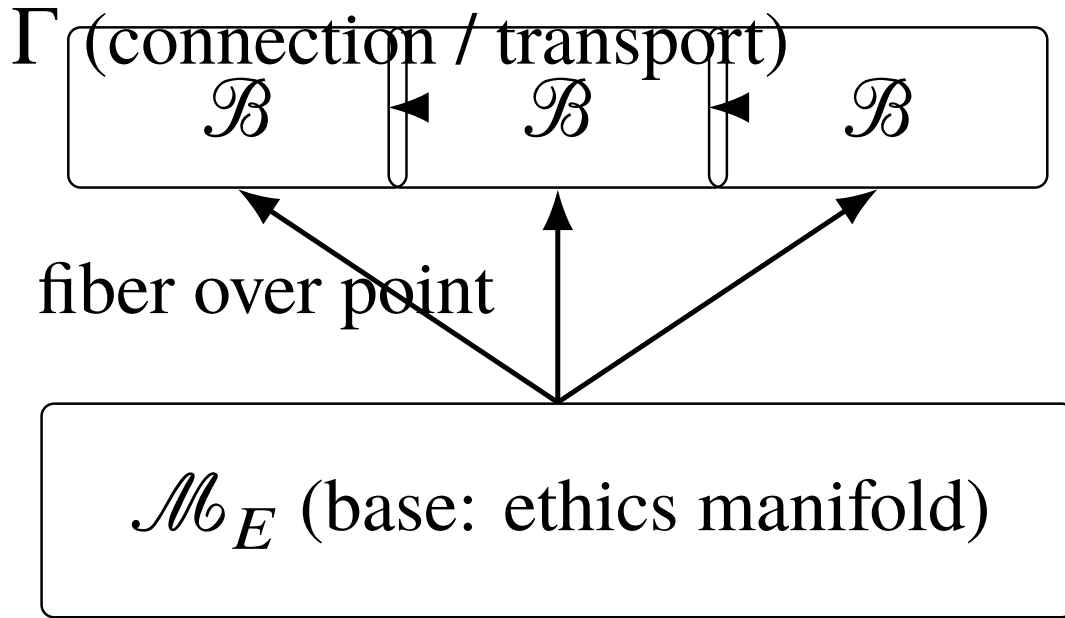 Γ (connection / transport)
ℬ ℬ ℬ
fiber over point
ℳ_E (base: ethics manifold)